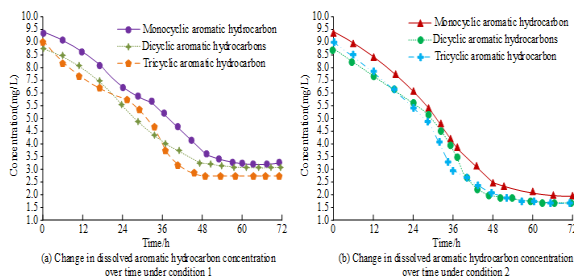 10.0
9.5
9.0
8.5
8.0
7.5
7.0
6.5
6.0
5.5
5.0
4.5
4.0
3.5
3.0
2.5
2.0
1.5
1.0
Concentration(mg/L)
Monocyclic aromatic hydrocarbon
Dicyclic aromatic hydrocarbons
Tricyclic aromatic hydrocarbon
0 12 24 36 48 60 72
Time/h
(a) Change in dissolved aromatic hydrocarbon concentration
over time under condition 1
10.0
9.5
9.0
8.5
8.0
7.5
7.0
6.5
6.0
5.5
5.0
4.5
4.0
3.5
3.0
2.5
2.0
1.5
1.0
Concentration(mg/L)
Monocyclic aromatic hydrocarbon
Dicyclic aromatic hydrocarbons
Tricyclic aromatic hydrocarbon
0 12 24 36 48 60 72
Time/h
(b) Change in dissolved aromatic hydrocarbon concentration
over time under condition 2